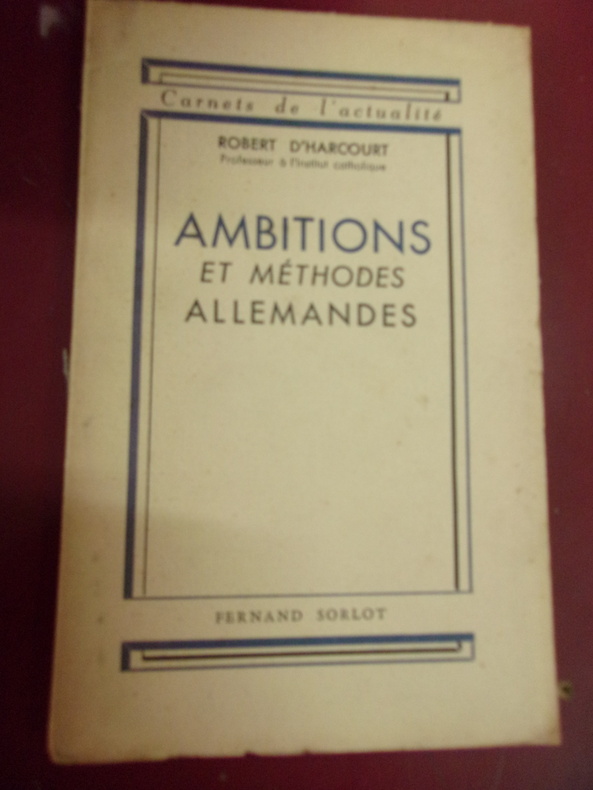 Carnets de l'actualité
ROBERT D'HARCOURT
Professeur à l'Institut catholique
AMBITIONS
ET MÉTHODES
ALLEMANDES
FERNAND SORLOT